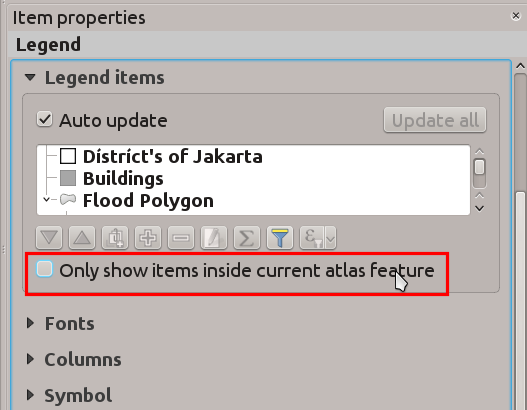 Item properties
Legend
Legend items
Auto update
Update all
District's of Jakarta
Buildings
Flood Polygon
Σ
ε
Only show items inside current atlas feature
Fonts
Columns
Symbol